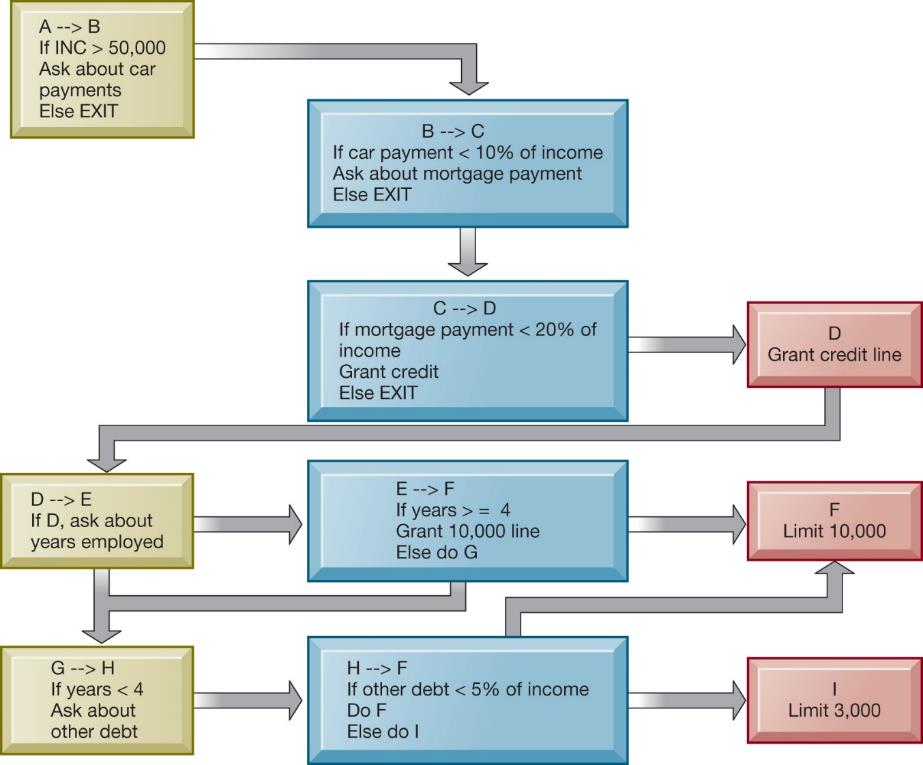 A --> B
If INC > 50,000
Ask about car
payments
Else EXIT
B --> C
If car payment < 10% of income
Ask about mortgage payment
Else EXIT
C --> D
If mortgage payment < 20% of
income
Grant credit
Else EXIT
D
Grant credit line
D --> E
If D, ask about
years employed
E --> F
If years > = 4
Grant 10,000 line
Else do G
F
Limit 10,000
G --> H
If years < 4
Ask about
other debt
H --> F
If other debt < 5% of income
Do F
Else do I
I
Limit 3,000